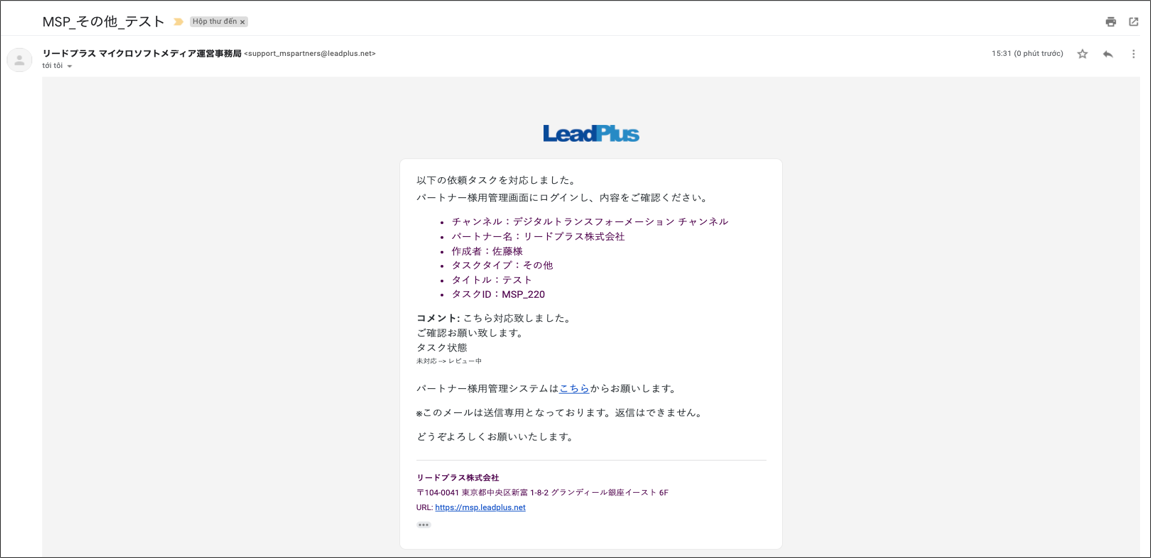 MSP_その他_テスト Hộp thư đến ×
リードプラス マイクロソフトメディア運営事務局 <support_mspartners@leadplus.net> 15:31 (0 phút trước)
tới tôi
LeadPlus
以下の依頼タスクを対応しました。
パートナー様用管理画面にログインし、内容をご確認ください。
• チャンネル：デジタルトランスフォーメーション チャンネル
• パートナー名：リードプラス株式会社
• 作成者：佐藤様
• タスクタイプ：その他
• タイトル：テスト
• タスクID：MSP_220
コメント: こちら対応致しました。
ご確認お願い致します。
タスク状態
未対応 --> レビュー中
パートナー様用管理システムはこちらからお願いします。
※このメールは送信専用となっております。返信はできません。
どうぞよろしくお願いいたします。
リードプラス株式会社
〒104-0041 東京都中央区新富 1-8-2 グランディール銀座イースト 6F
URL: https://msp.leadplus.net